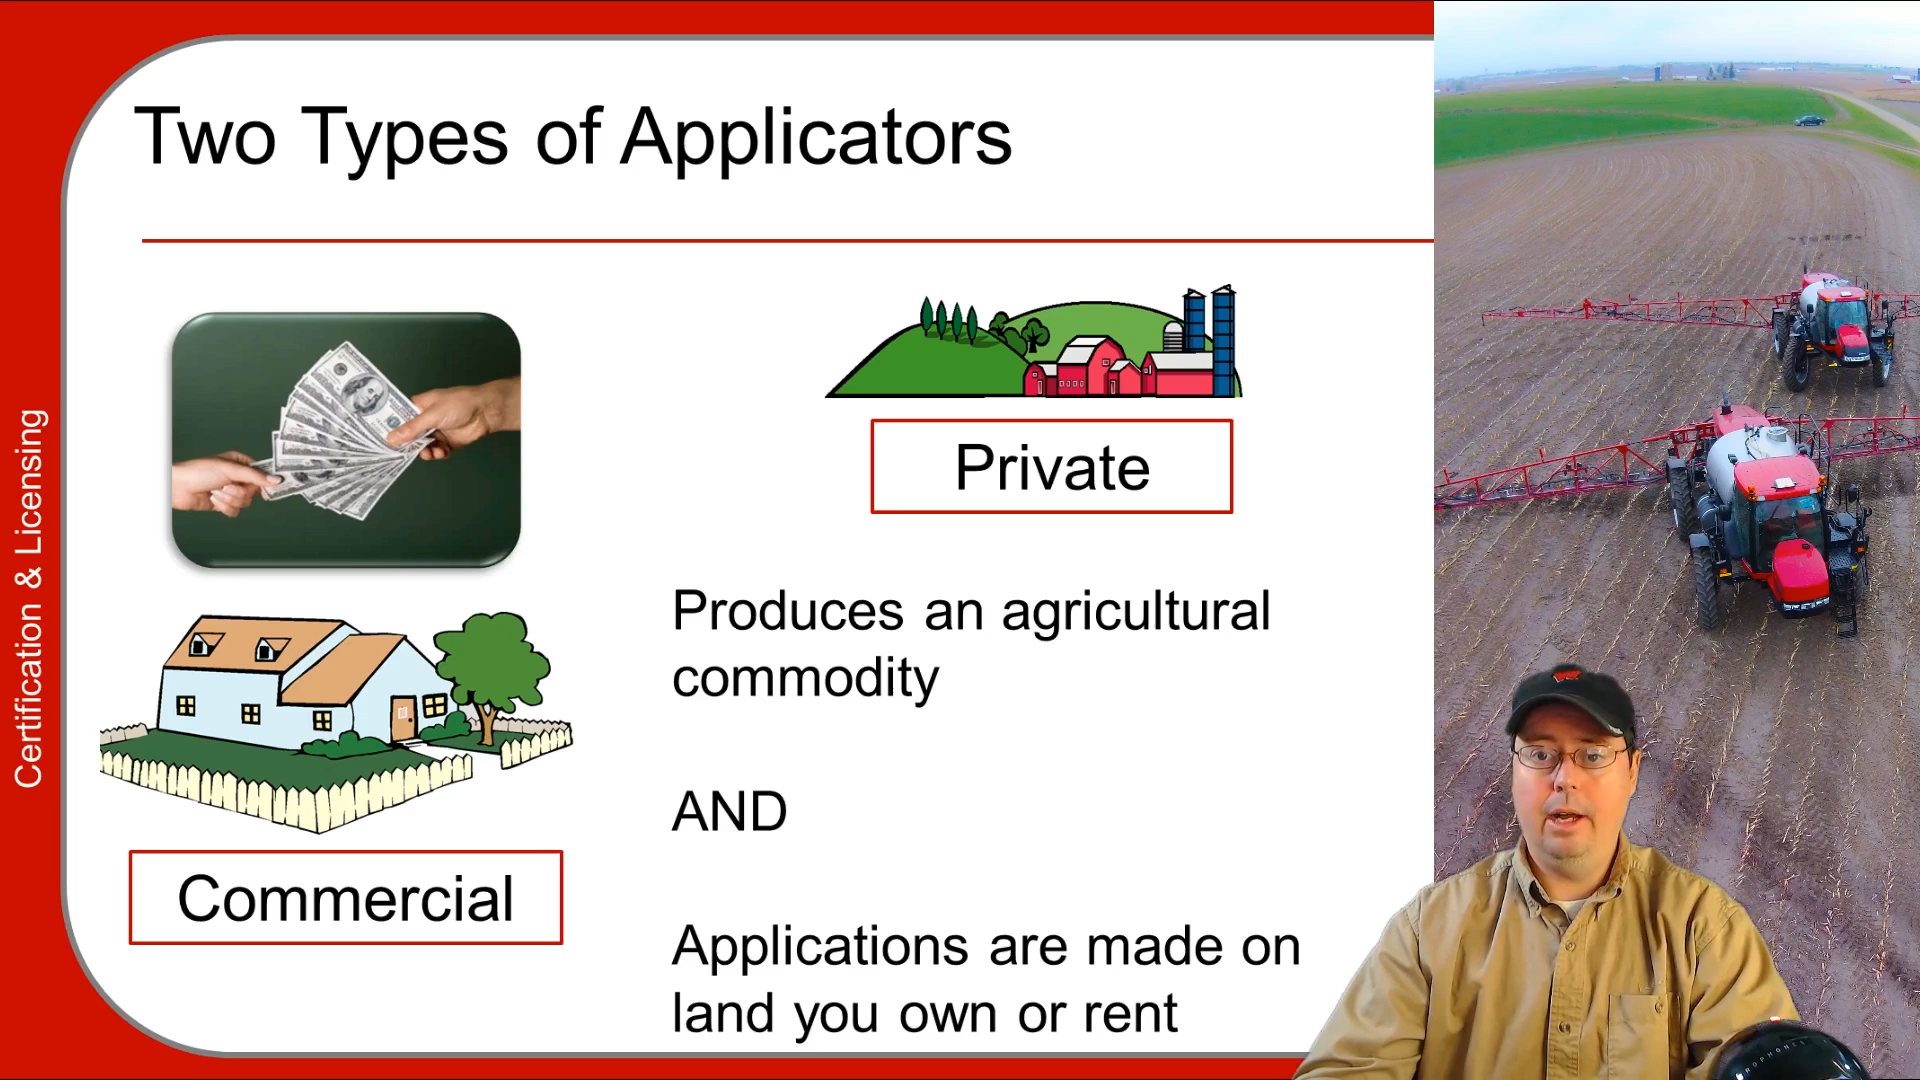 Two Types of Applicators
Certification & Licensing
Private
Produces an agricultural
commodity
AND
Applications are made on
land you own or rent
Commercial